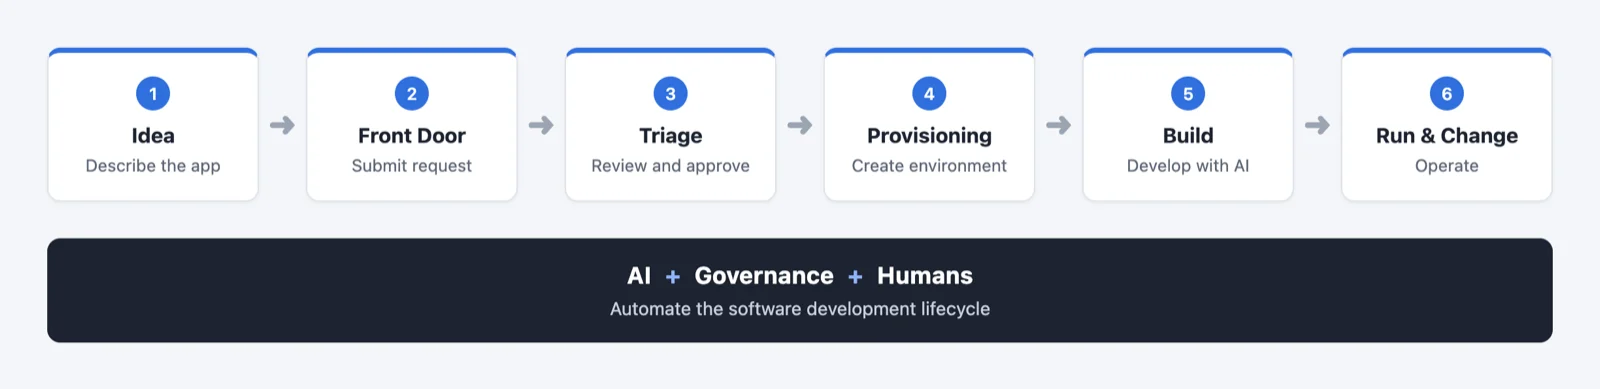 1
Idea
Describe the app
2
Front Door
Submit request
3
Triage
Review and approve
4
Provisioning
Create environment
5
Build
Develop with AI
6
Run & Change
Operate
AI + Governance + Humans
Automate the software development lifecycle